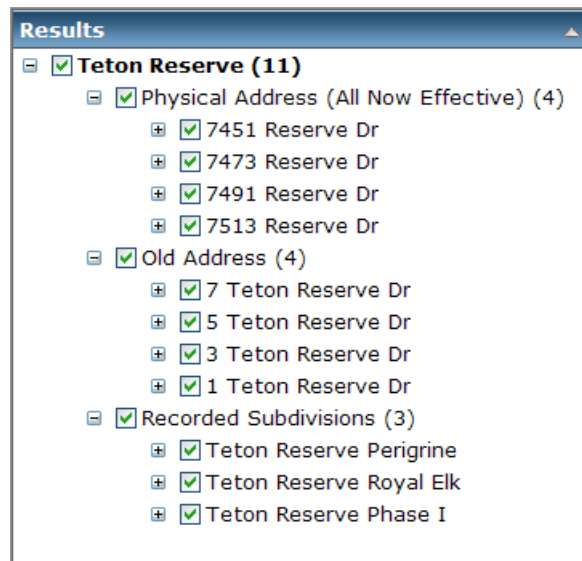 Results
Teton Reserve (11)
Physical Address (All Now Effective) (4)
7451 Reserve Dr
7473 Reserve Dr
7491 Reserve Dr
7513 Reserve Dr
Old Address (4)
7 Teton Reserve Dr
5 Teton Reserve Dr
3 Teton Reserve Dr
1 Teton Reserve Dr
Recorded Subdivisions (3)
Teton Reserve Perigrine
Teton Reserve Royal Elk
Teton Reserve Phase I